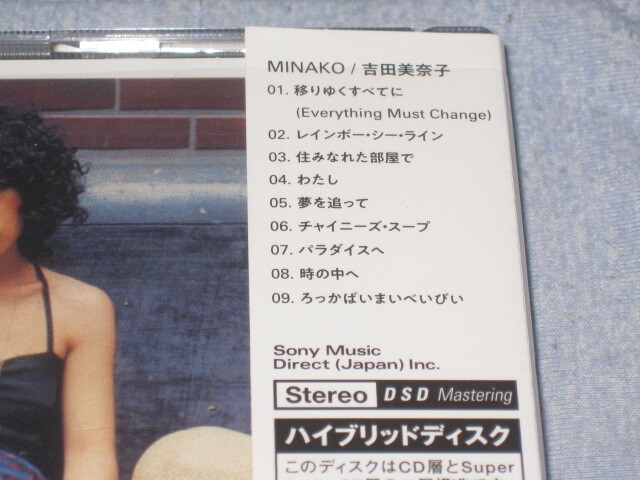 MINAKO / 吉田美奈子
01. 移りゆくすべてに
(Everything Must Change)
02. レインボー・シー・ライン
03. 住みなれた部屋で
04. わたし
05. 夢を追って
06. チャイニーズ・スープ
07. パラダイスへ
08. 時の中へ
09. ろっかばいまいべいびい
Sony Music
Direct (Japan) Inc.
Stereo DSD Mastering
ハイブリッドディスク
このディスクはCD層とSuper